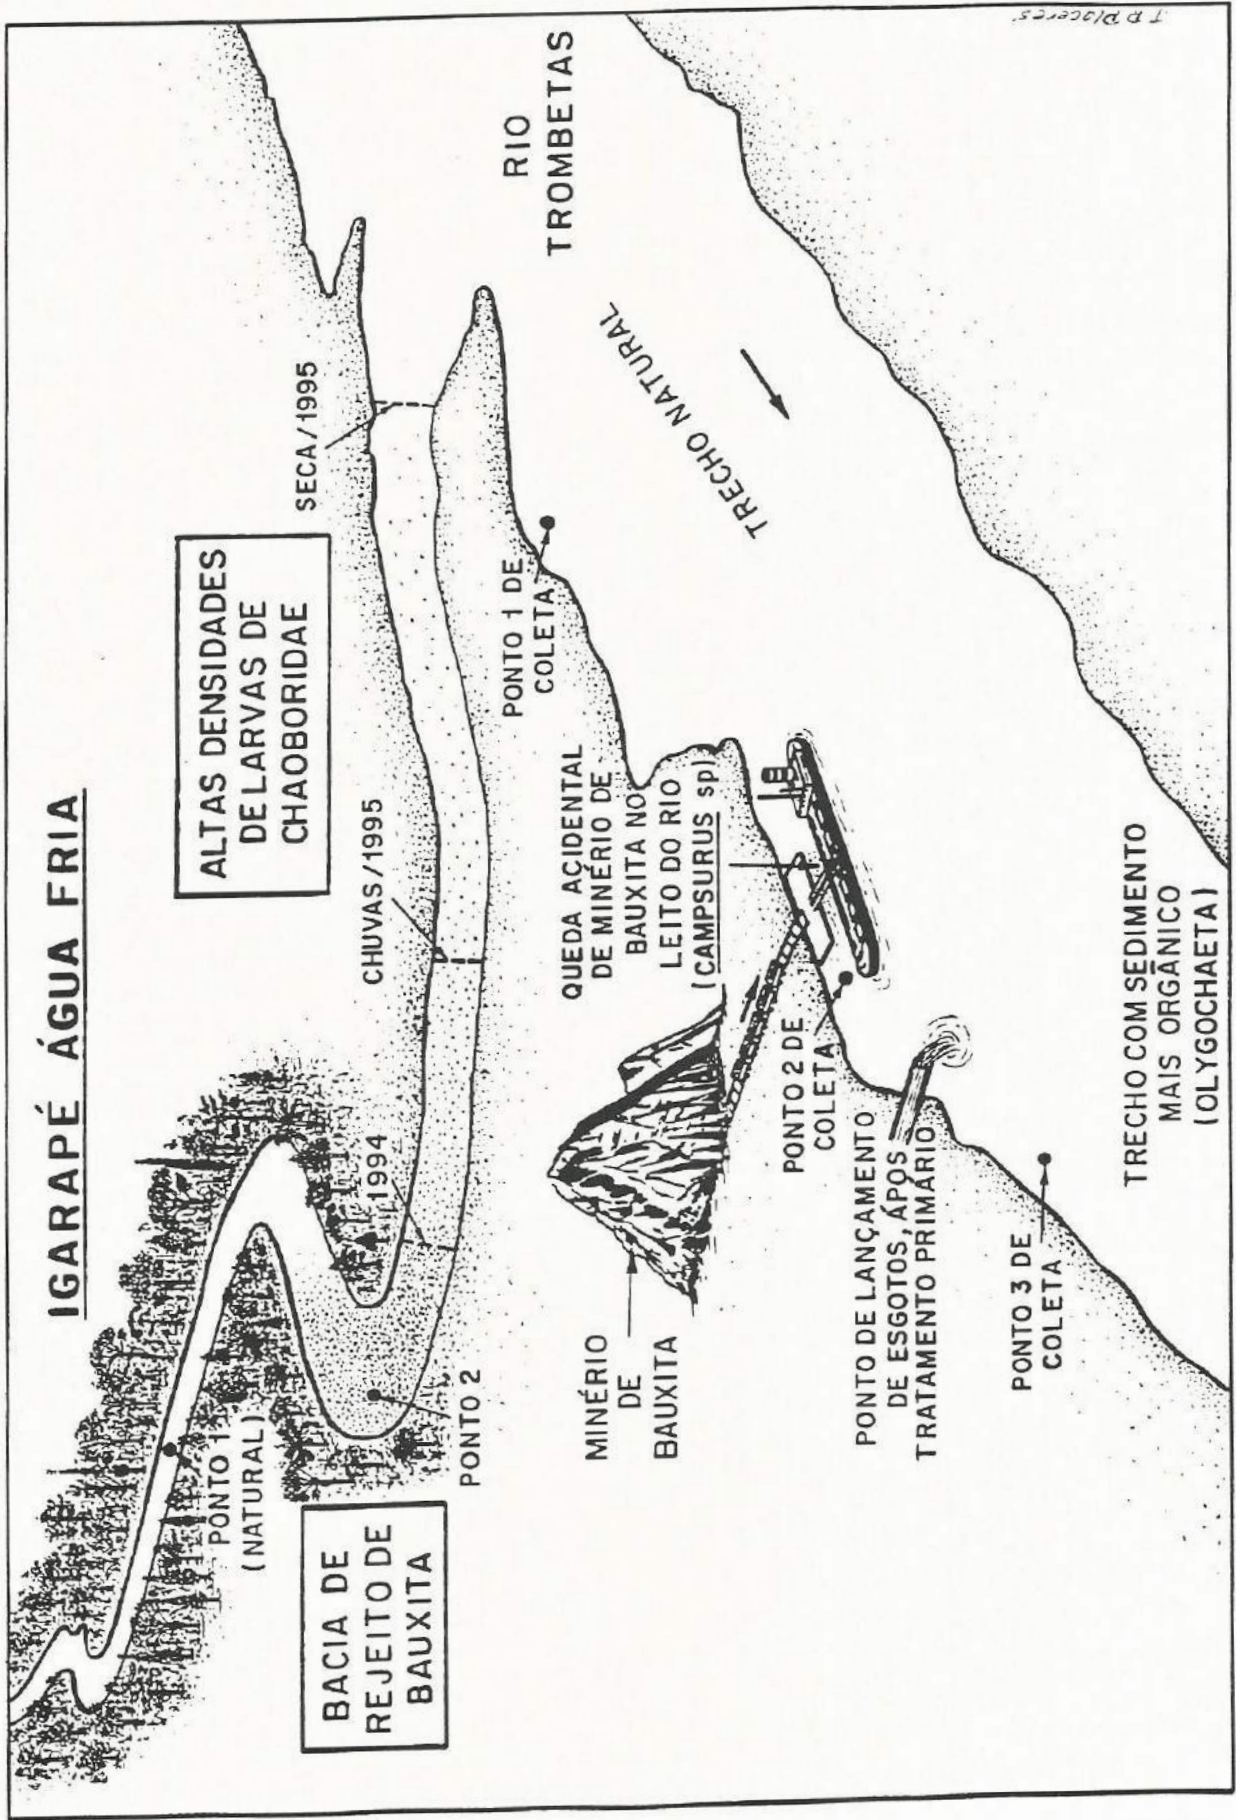 IGARAPÉ ÁGUA FRIA
PONTO 1
(NATURAL)
BACIA DE
REJEITO DE
BAUXITA
PONTO 2
1994
CHUVAS/1995
ALTAS DENSIDADES
DE LARVAS DE
CHAOBORIDAE
SECA/1995
RIO
TROMBETAS
TRECHO NATURAL
PONTO 1 DE
COLETA
QUEDA ACIDENTAL
DE MINÉRIO DE
BAUXITA NO
LEITO DO RIO
(CAMPSURUS sp)
MINÉRIO
DE
BAUXITA
PONTO 2 DE
COLETA
PONTO DE LANÇAMENTO
DE ESGOTOS, ÁPOS
TRATAMENTO PRIMÁRIO
PONTO 3 DE
COLETA
TRECHO COM SEDIMENTO
MAIS ORGÃNICO
(OLYGOCHAETA)